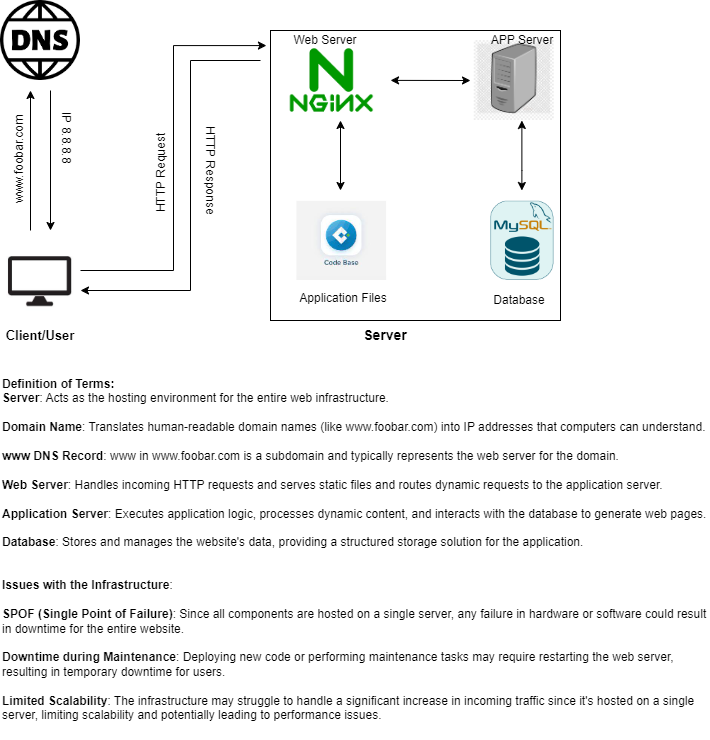 DNS
www.foobar.com
IP 8.8.8.8
HTTP Request
HTTP Response
Web Server
APP Server
NGINX
Code Base
MySQL
Application Files
Database
Client/User
Server
Definition of Terms:
Server: Acts as the hosting environment for the entire web infrastructure.
Domain Name: Translates human-readable domain names (like www.foobar.com) into IP addresses that computers can understand.
www DNS Record: www in www.foobar.com is a subdomain and typically represents the web server for the domain.
Web Server: Handles incoming HTTP requests and serves static files and routes dynamic requests to the application server.
Application Server: Executes application logic, processes dynamic content, and interacts with the database to generate web pages.
Database: Stores and manages the website's data, providing a structured storage solution for the application.
Issues with the Infrastructure:
SPOF (Single Point of Failure): Since all components are hosted on a single server, any failure in hardware or software could result
in downtime for the entire website.
Downtime during Maintenance: Deploying new code or performing maintenance tasks may require restarting the web server,
resulting in temporary downtime for users.
Limited Scalability: The infrastructure may struggle to handle a significant increase in incoming traffic since it's hosted on a single
server, limiting scalability and potentially leading to performance issues.